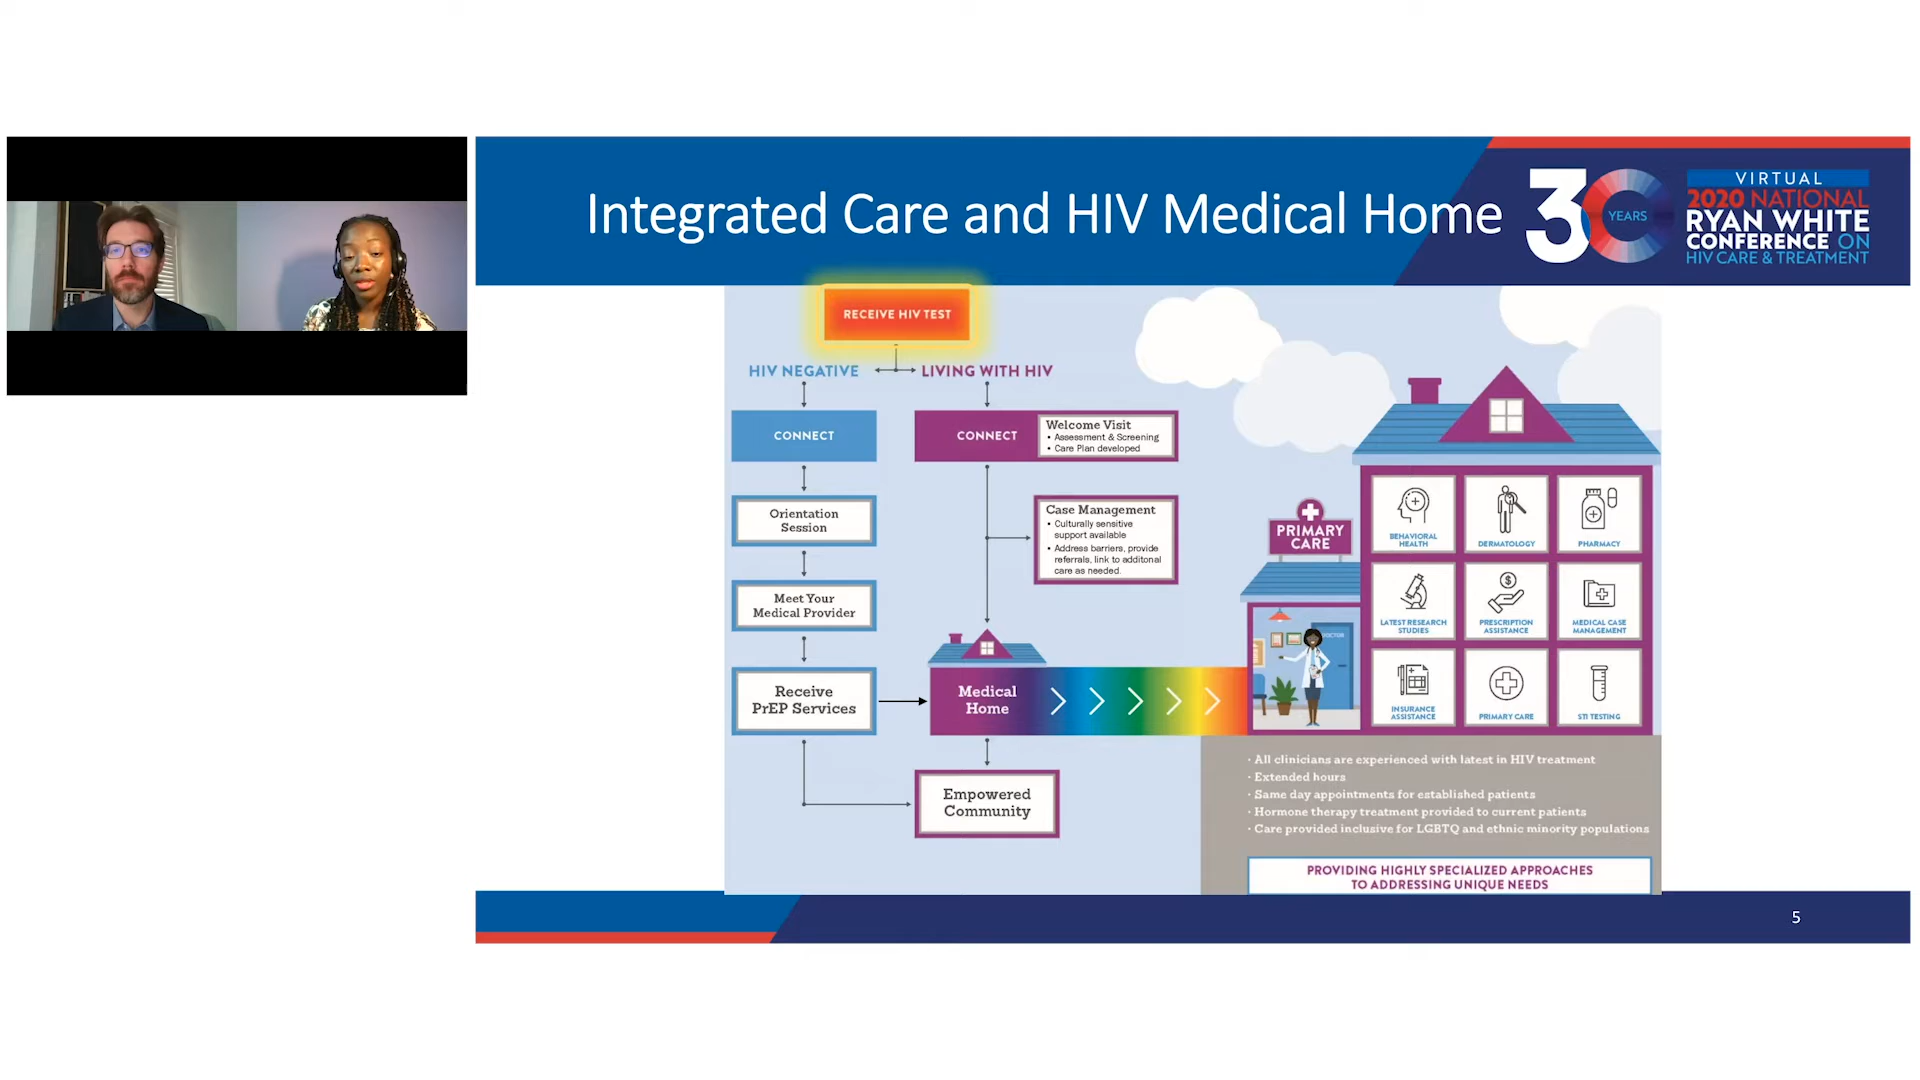 Integrated Care and HIV Medical Home
30 YEARS
VIRTUAL
2020 NATIONAL
RYAN WHITE
CONFERENCE ON
HIV CARE & TREATMENT
RECEIVE HIV TEST
HIV NEGATIVE
LIVING WITH HIV
CONNECT
Orientation
Session
Meet Your
Medical Provider
Receive
PrEP Services
CONNECT
Welcome Visit
• Assessment & Screening
• Care Plan developed
Case Management
• Culturally sensitive
support available
• Address barriers, provide
referrals, link to additonal
care as needed.
Medical
Home
Empowered
Community
PRIMARY
CARE
DOCTOR
BEHAVIORAL
HEALTH
DERMATOLOGY
PHARMACY
LATEST RESEARCH
STUDIES
PRESCRIPTION
ASSISTANCE
MEDICAL CASE
MANAGEMENT
INSURANCE
ASSISTANCE
PRIMARY CARE
STI TESTING
· All clinicians are experienced with latest in HIV treatment
· Extended hours
· Same day appointments for established patients
· Hormone therapy treatment provided to current patients
· Care provided inclusive for LGBTQ and ethnic minority populations
PROVIDING HIGHLY SPECIALIZED APPROACHES
TO ADDRESSING UNIQUE NEEDS
5